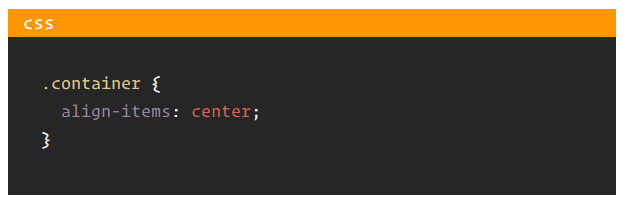 css
.container {
  align-items: center;
}